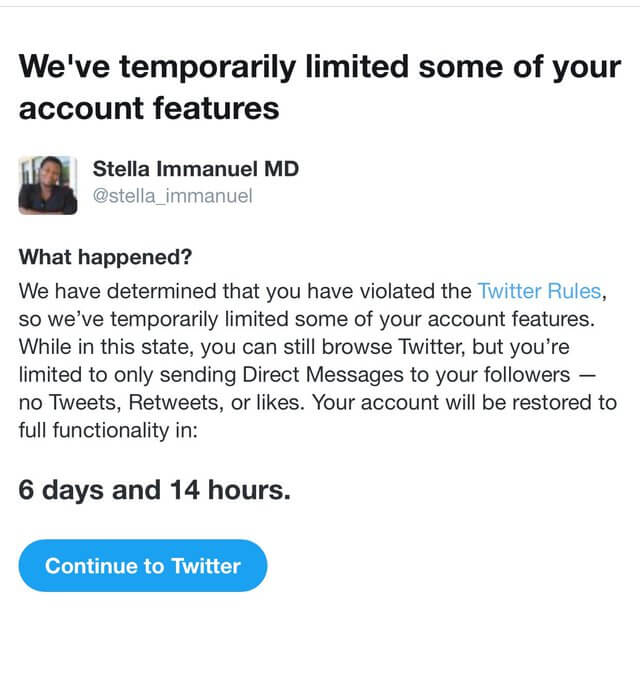 We've temporarily limited some of your
account features
Stella Immanuel MD
@stella_immanuel
What happened?
We have determined that you have violated the Twitter Rules,
so we’ve temporarily limited some of your account features.
While in this state, you can still browse Twitter, but you’re
limited to only sending Direct Messages to your followers —
no Tweets, Retweets, or likes. Your account will be restored to
full functionality in:
6 days and 14 hours.
Continue to Twitter